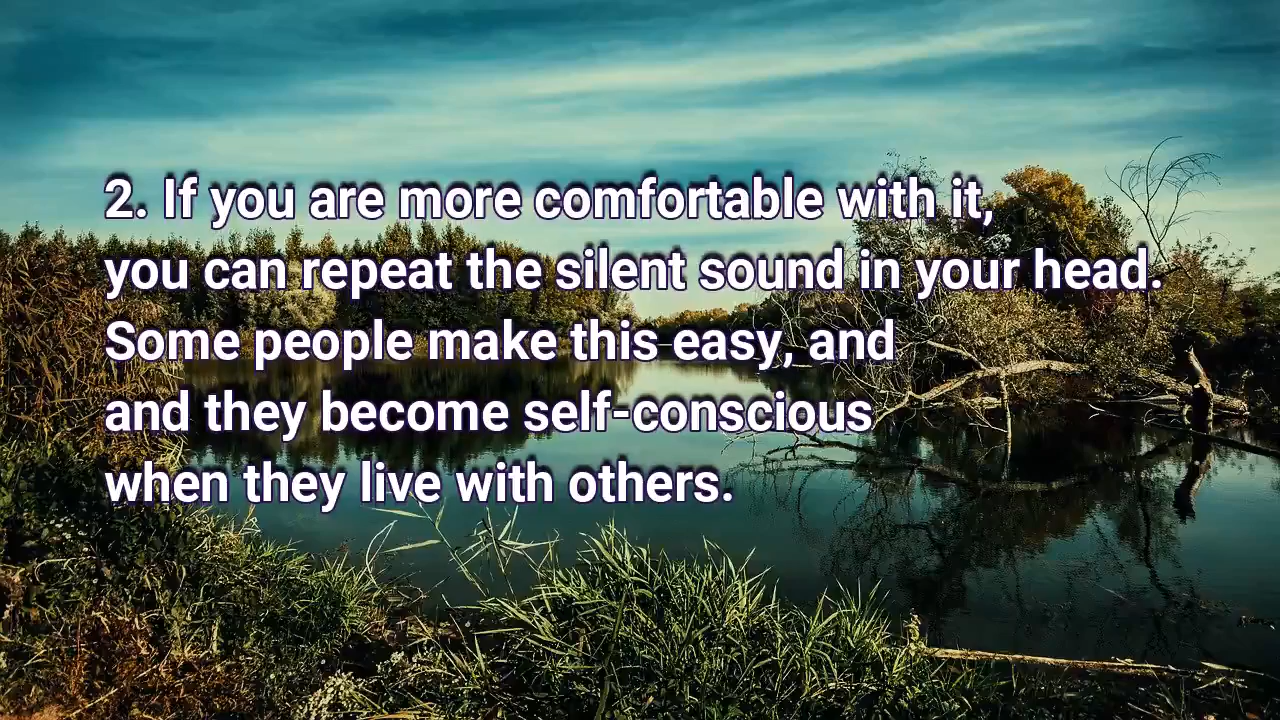 2. If you are more comfortable with it,
you can repeat the silent sound in your head.
Some people make this easy, and
and they become self-conscious
when they live with others.